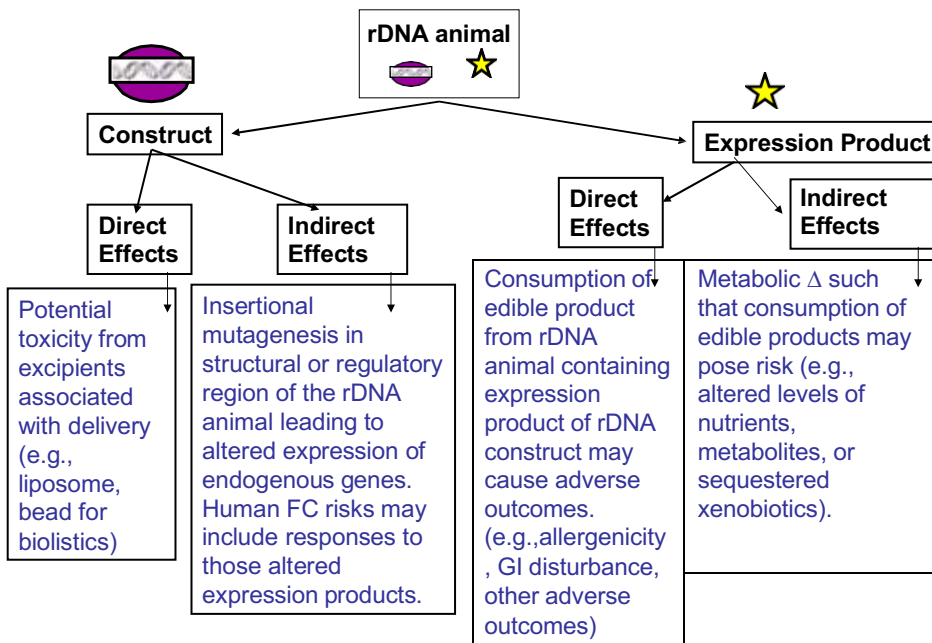 rDNA animal
Construct
Expression Product
Direct
Effects
Indirect
Effects
Direct
Effects
Indirect
Effects
Potential
toxicity from
excipients
associated
with delivery
(e.g.,
liposome,
bead for
biolistics)
Insertional
mutagenesis in
structural or regulatory
region of the rDNA
animal leading to
altered expression of
endogenous genes.
Human FC risks may
include responses to
those altered
expression products.
Consumption of
edible product
from rDNA
animal containing
expression
product of rDNA
construct may
cause adverse
outcomes.
(e.g.,allergenicity
, GI disturbance,
other adverse
outcomes)
Metabolic Δ such
that consumption of
edible products may
pose risk (e.g.,
altered levels of
nutrients,
metabolites, or
sequestered
xenobiotics).